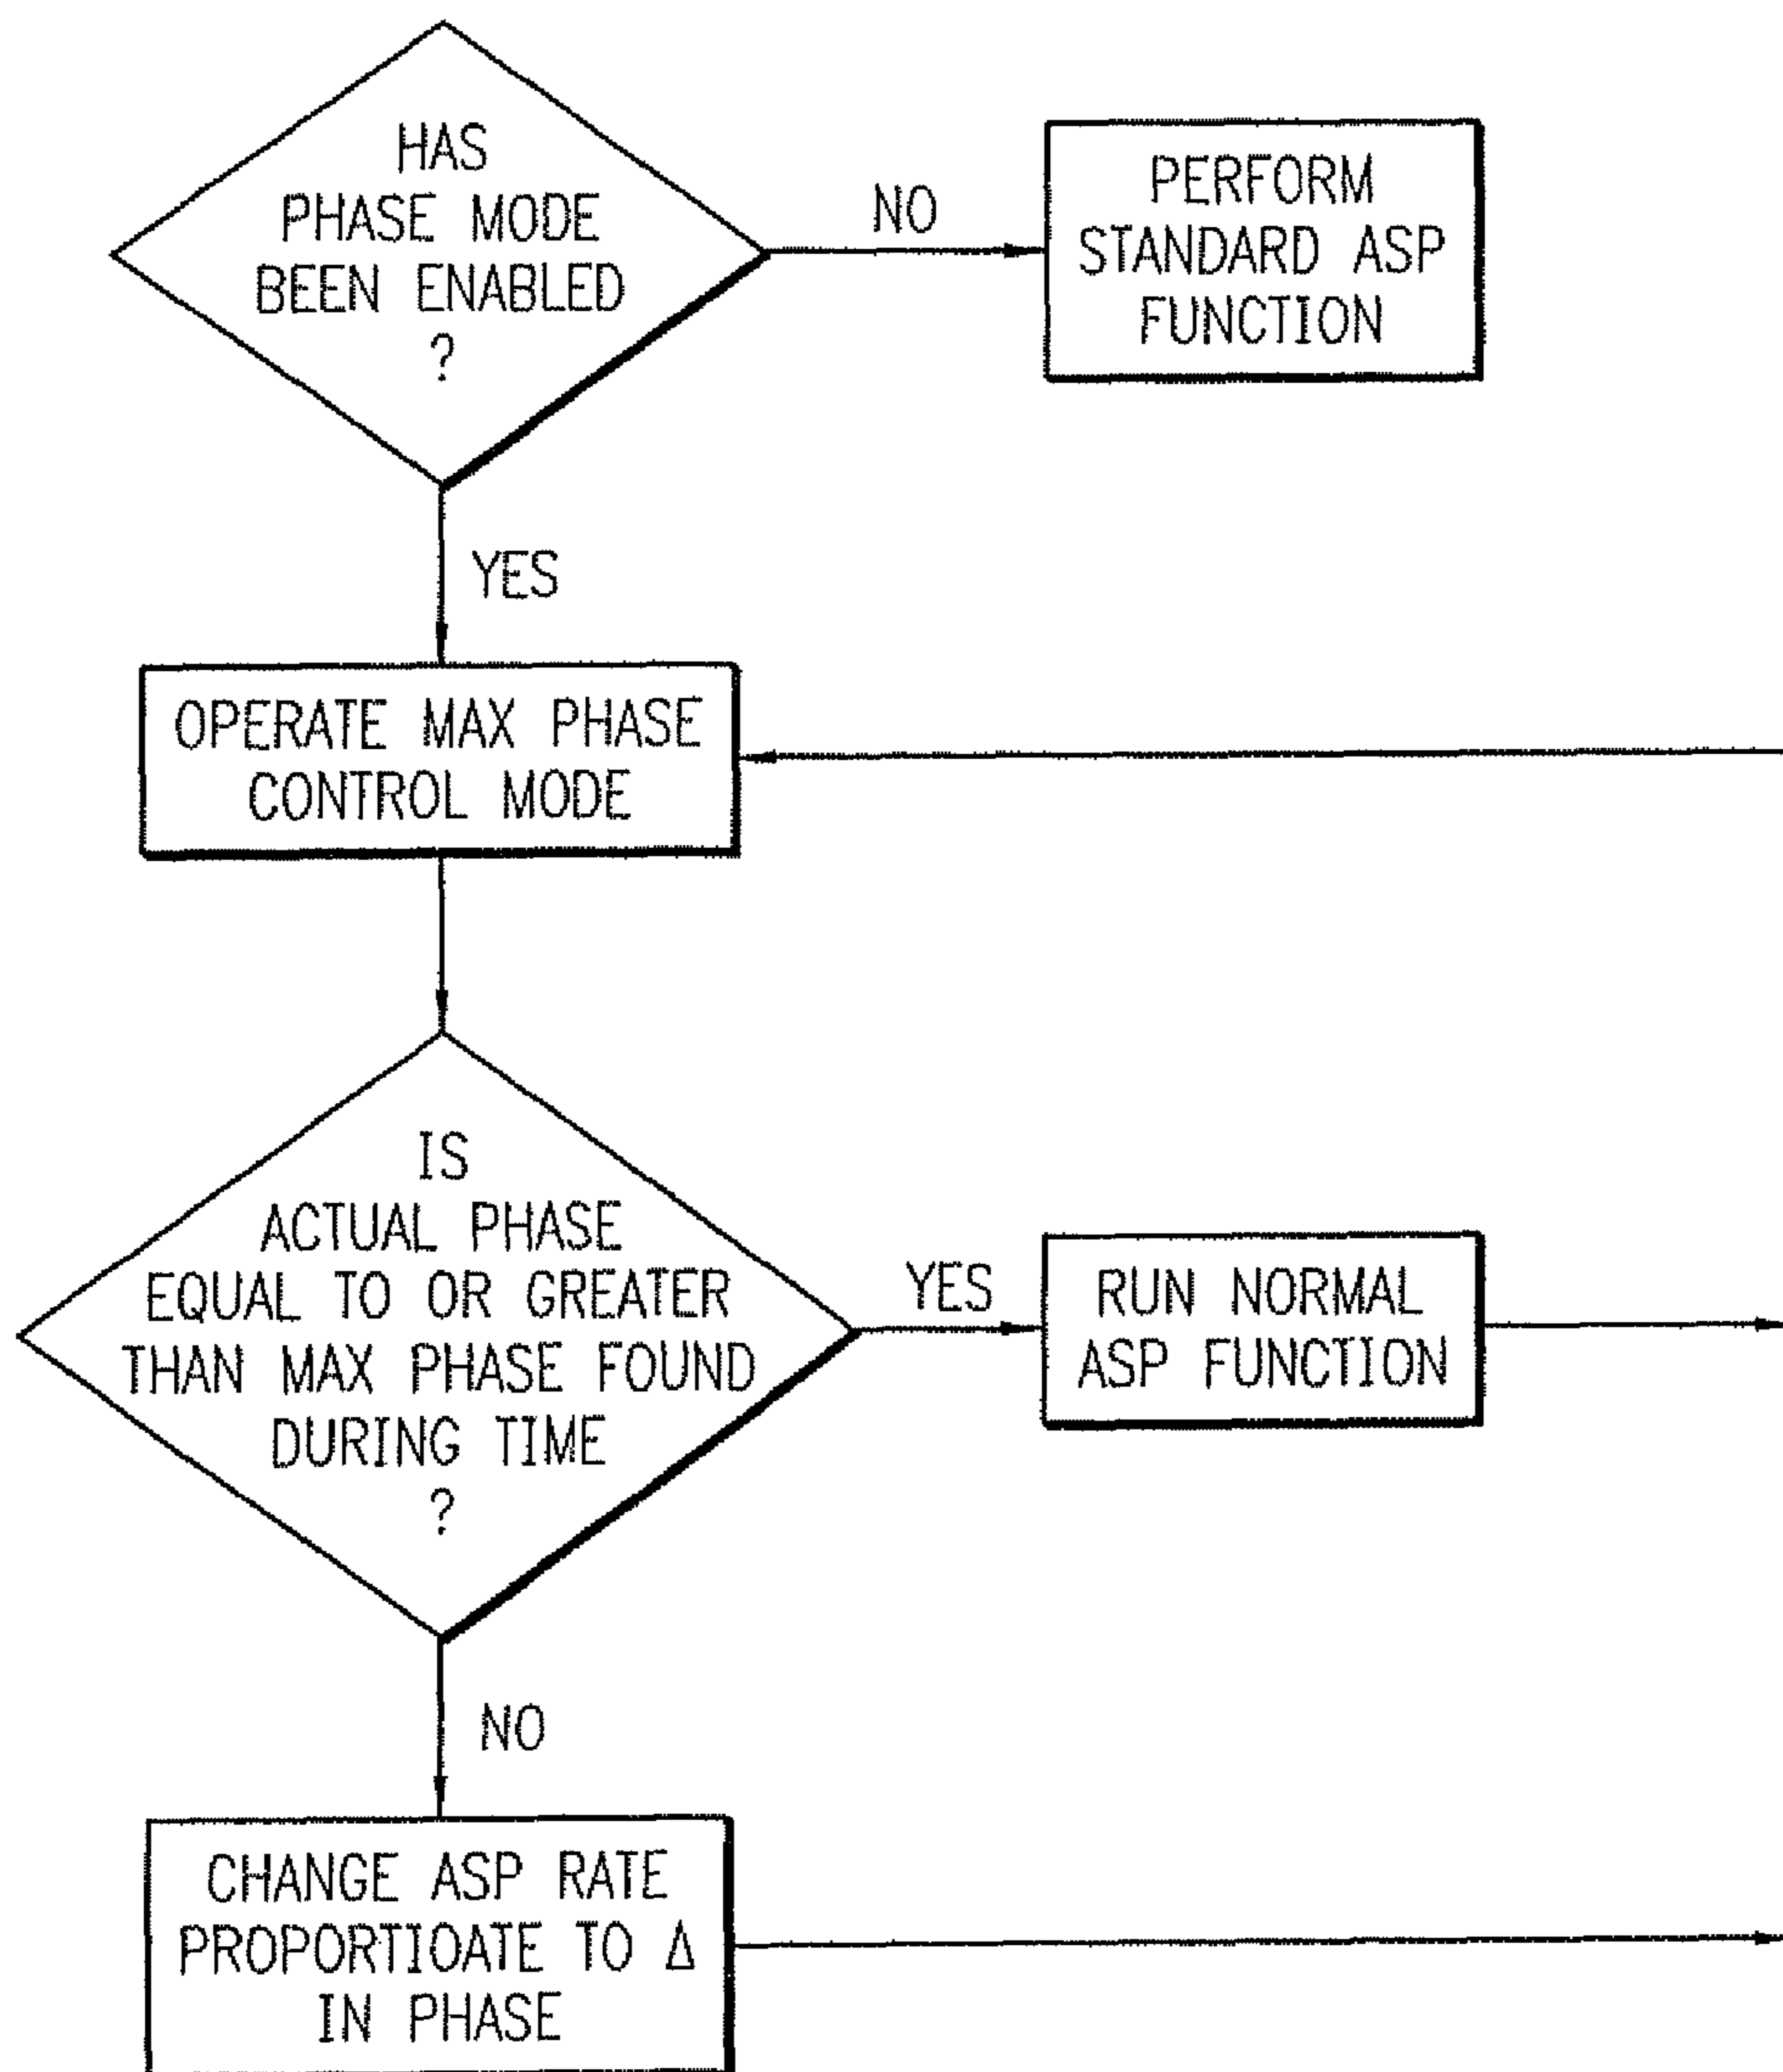 HAS
PHASE MODE
BEEN ENABLED
?
NO
PERFORM
STANDARD ASP
FUNCTION
YES
OPERATE MAX PHASE
CONTROL MODE
IS
ACTUAL PHASE
EQUAL TO OR GREATER
THAN MAX PHASE FOUND
DURING TIME
?
YES
RUN NORMAL
ASP FUNCTION
NO
CHANGE ASP RATE
PROPORTIOATE TO Δ
IN PHASE